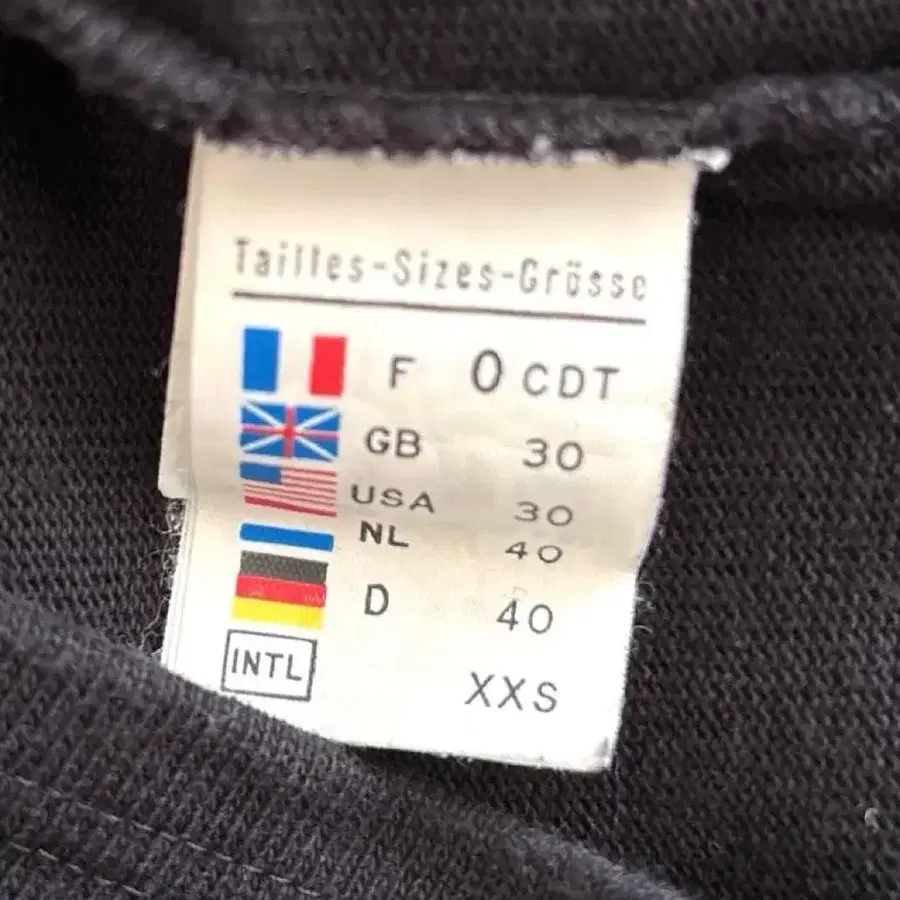 Tailles-Sizes-Grösse
F 0 CDT
GB 30
USA 30
NL 40
D 40
INTL XXS